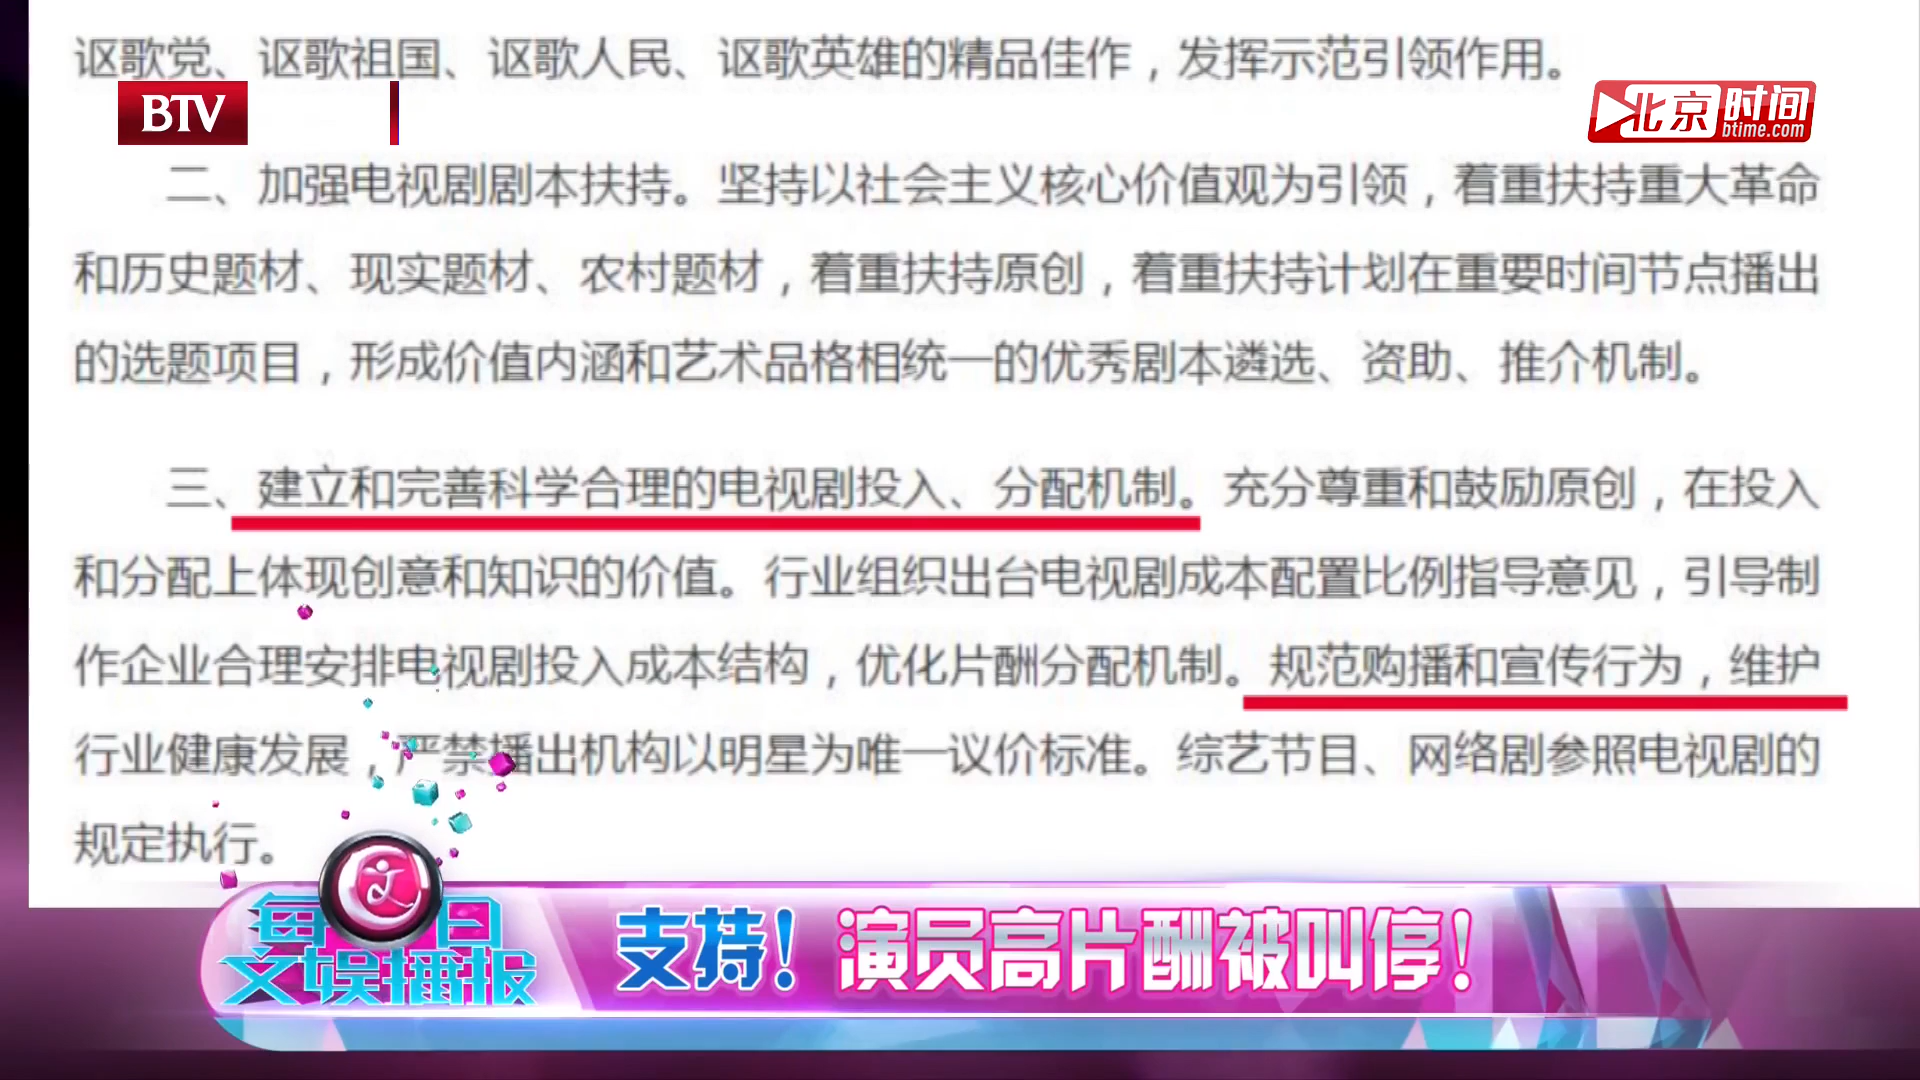 讴歌党、讴歌祖国、讴歌人民、讴歌英雄的精品佳作，发挥示范引领作用。
BTV
北京时间
btime.com
二、加强电视剧剧本扶持。坚持以社会主义核心价值观为引领，着重扶持重大革命
和历史题材、现实题材、农村题材，着重扶持原创，着重扶持计划在重要时间节点播出
的选题项目，形成价值内涵和艺术品格相统一的优秀剧本遴选、资助、推介机制。
三、建立和完善科学合理的电视剧投入、分配机制。充分尊重和鼓励原创，在投入
和分配上体现创意和知识的价值。行业组织出台电视剧成本配置比例指导意见，引导制
作企业合理安排电视剧投入成本结构，优化片酬分配机制。规范购播和宣传行为，维护
行业健康发展，严禁播出机构以明星为唯一议价标准。综艺节目、网络剧参照电视剧的
规定执行。
每日
文娱播报
支持！演员高片酬被叫停！